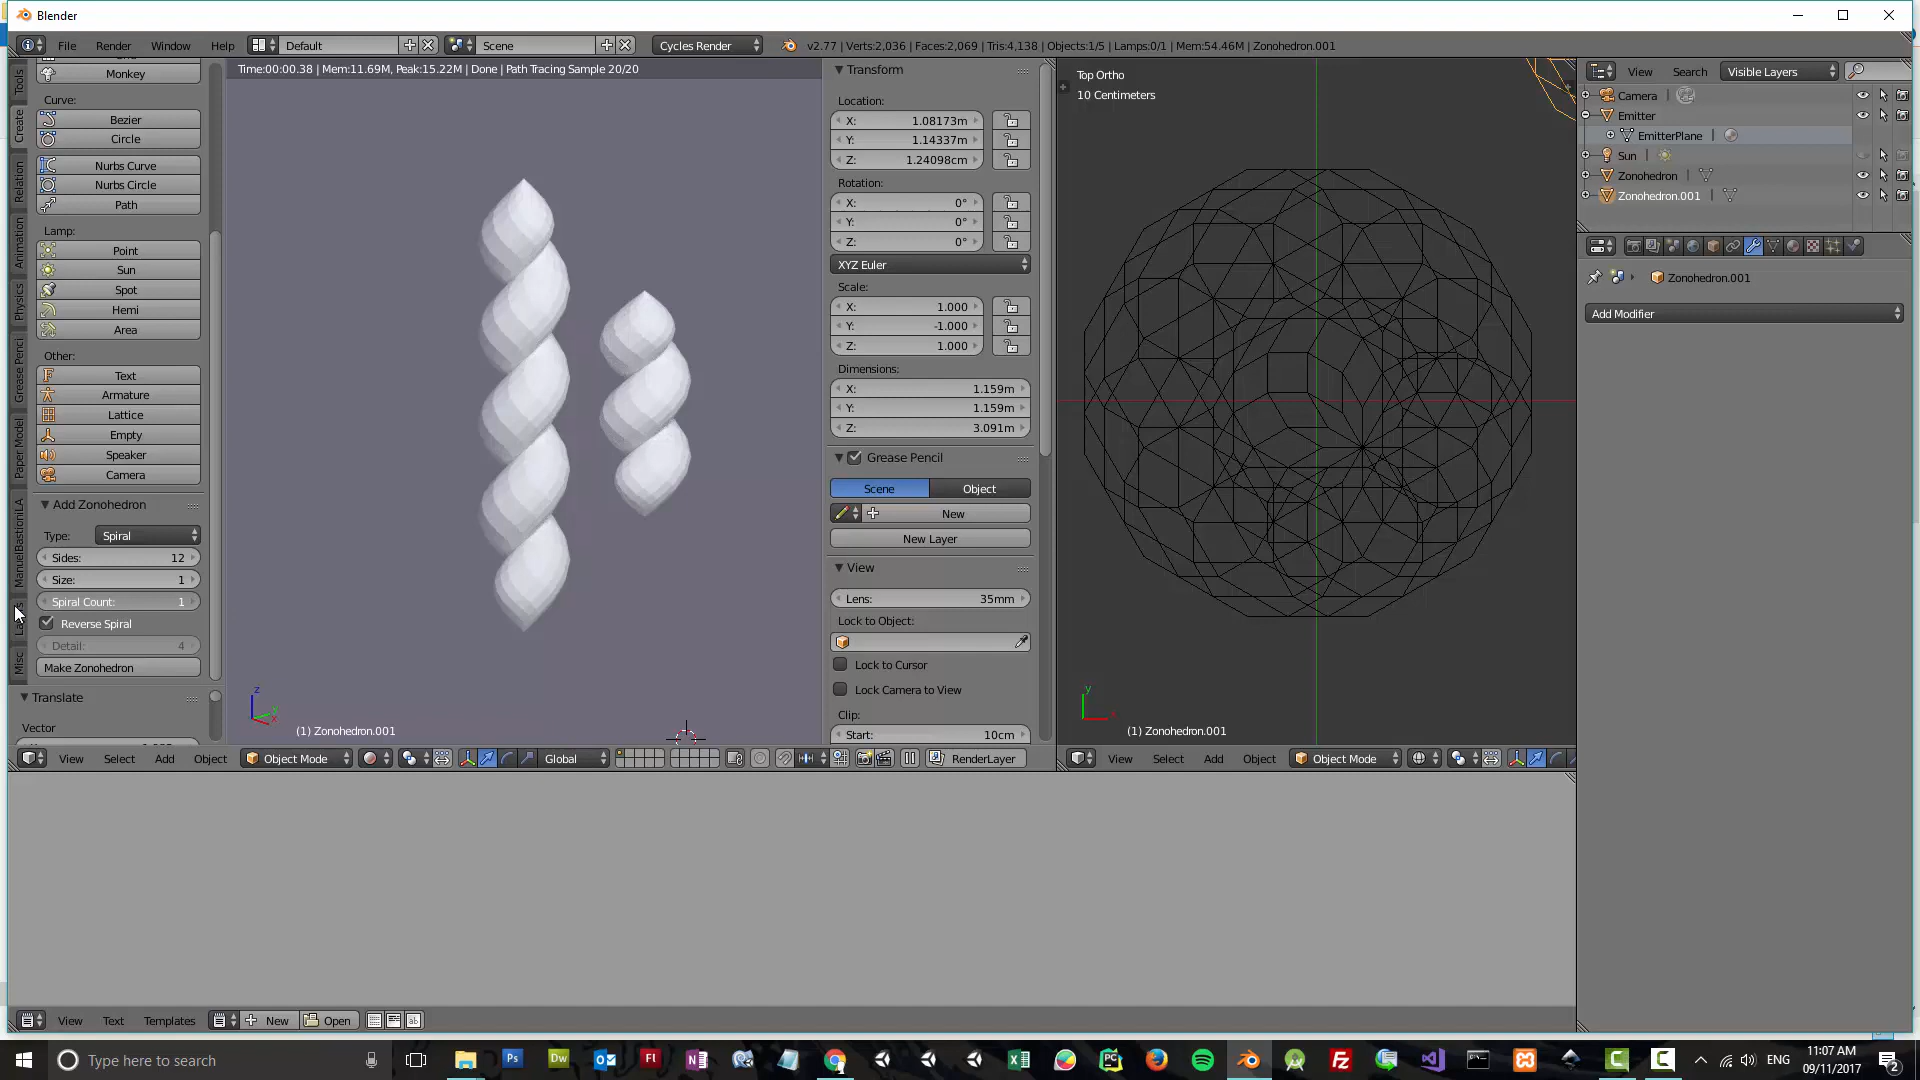 Blender
File Render Window Help Default Scene Cycles Render v2.77 | Verts:2,036 | Faces:2,069 | Tris:4,138 | Objects:1/5 | Lamps:0/1 | Mem:54.46M | Zonohedron.001
Tools
Create
Relation
Animation
Physics
Grease Penci
Paper Model
ManuelBastioniLA
Misc
Monkey
Curve:
Bezier
Circle
Nurbs Curve
Nurbs Circle
Path
Lamp:
Point
Sun
Spot
Hemi
Area
Other:
Text
Armature
Lattice
Empty
Speaker
Camera
Add Zonohedron
Type: Spiral
Sides: 12
Size: 1
Spiral Count: 1
Reverse Spiral
Detail: 4
Make Zonohedron
Translate
Vector
Time:00:00.38 | Mem:11.69M, Peak:15.22M | Done | Path Tracing Sample 20/20
z
y
x
(1) Zonohedron.001
Transform
Location:
X: 1.08173m
Y: 1.14337m
Z: 1.24098cm
Rotation:
X: 0°
Y: 0°
Z: 0°
XYZ Euler
Scale:
X: 1.000
Y: -1.000
Z: 1.000
Dimensions:
X: 1.159m
Y: 1.159m
Z: 3.091m
Grease Pencil
Scene Object
New
New Layer
View
Lens: 35mm
Lock to Object:
Lock to Cursor
Lock Camera to View
Clip:
Start: 10cm
Top Ortho
10 Centimeters
y
(1) Zonohedron.001
View Search Visible Layers
Camera
Emitter
EmitterPlane
Sun
Zonohedron
Zonohedron.001
Zonohedron.001
Add Modifier
View Select Add Object Object Mode Global RenderLayer
View Select Add Object Object Mode
View Text Templates New Open
Type here to search Ps Dw Fl ENG 11:07 AM
09/11/2017
2